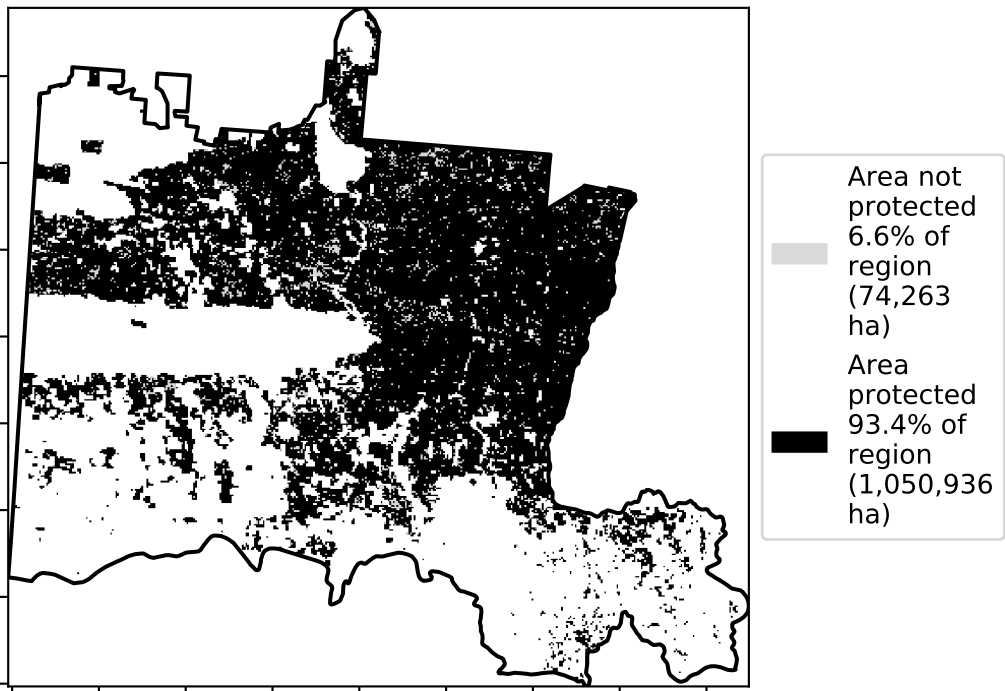 Area not
protected
6.6% of
region
(74,263
ha)
Area
protected
93.4% of
region
(1,050,936
ha)